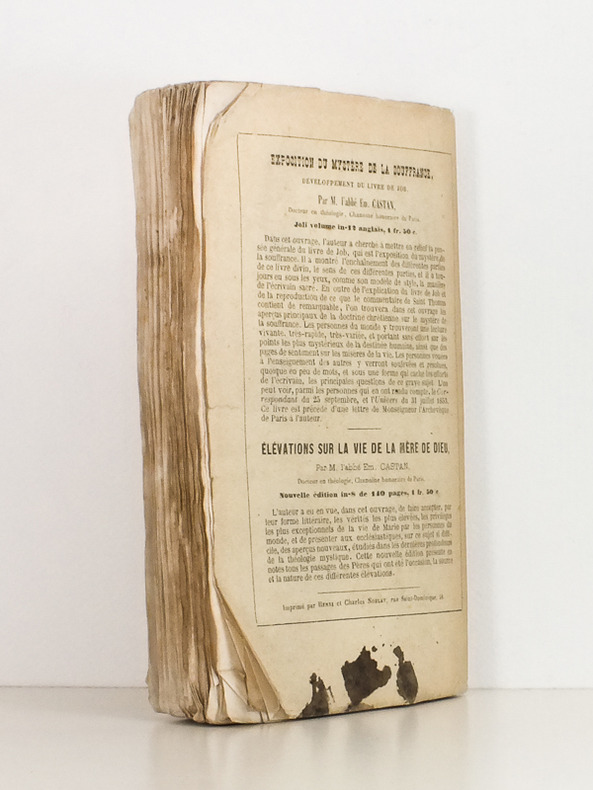 EXPOSITION DU MYSTÈRE DE LA SOUFFRANCE,
DÉVELOPPEMENT DU LIVRE DE JOB.
Par M. l'abbé Em. CASTAN,
Docteur en théologie, Chanoine honoraire de Paris.
Joli volume in-12 anglais, 1 fr. 50 c.
Dans cet ouvrage, l'auteur a cherché à mettre en relief la pen-
sée générale du livre de Job, qui est l'exposition du mystère de
la souffrance. Il a montré l'enchaînement des différentes parties
de ce livre divin, le sens de ces différentes parties, et il a tou-
jours eu sous les yeux, comme son modèle de style, la manière
de l'écrivain sacré. En outre de l'explication du livre de Job et
de la reproduction de ce que le commentaire de Saint Thomas
contient de remarquable, l'on trouvera dans cet ouvrage les
aperçus principaux de la doctrine chrétienne sur le mystère de
la souffrance. Les personnes du monde y trouveront une lecture
vivante, très-rapide, très-variée, et portant sans effort sur les
points les plus mystérieux de la destinée humaine, ainsi que des
pages de sentiment sur les misères de la vie. Les personnes vouées
à l'enseignement des autres y verront soulevées et résolues,
quoique en peu de mots, et sous une forme qui cache les efforts
de l'écrivain, les principales questions de ce grave sujet. L'on
peut voir, parmi les personnes qui en ont rendu compte, le Cor-
respondant du 25 septembre, et l'Univers du 31 juillet
Ce livre est précédé d'une lettre de Monseigneur l'Archevêque
de Paris à l'auteur.
ÉLÉVATIONS SUR LA VIE DE LA MÈRE DE DIEU,
Par M. l'abbé Em. CASTAN,
Docteur en théologie, Chanoine honoraire de Paris.
Nouvelle édition in-8 de 140 pages, 1 fr. 50 c
L'auteur a eu en vue, dans cet ouvrage, de faire accepter, par
leur forme littéraire, les vérités les plus élevées, les privilèges
les plus exceptionnels de la vie de Marie par les personnes du
monde, et de présenter aux ecclésiastiques, sur ce sujet si diffi-
cile, des aperçus nouveaux, étudiés dans les dernières profondeurs
de la théologie mystique. Cette nouvelle édition présente en
notes tous les passages des Pères qui ont été l'occasion, la source
et la nature de ces différentes élévations.
Imprimé par HENRI et Charles NOBLET, rue Saint-Dominique, 56